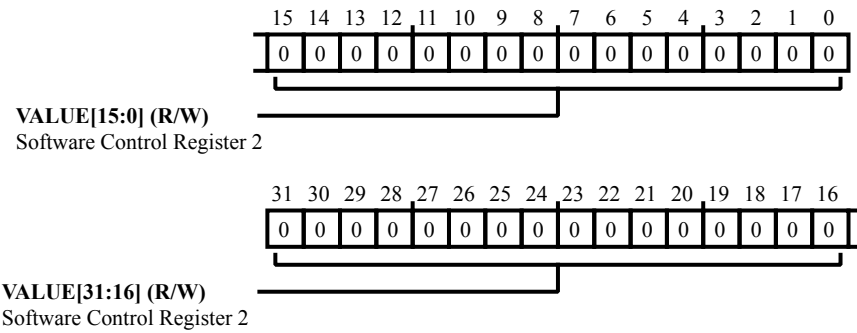 15 14 13 12 11 10 9 8 7 6 5 4 3 2 1 0
0 0 0 0 0 0 0 0 0 0 0 0 0 0 0 0
VALUE[15:0] (R/W)
Software Control Register 2
31 30 29 28 27 26 25 24 23 22 21 20 19 18 17 16
0 0 0 0 0 0 0 0 0 0 0 0 0 0 0 0
VALUE[31:16] (R/W)
Software Control Register 2